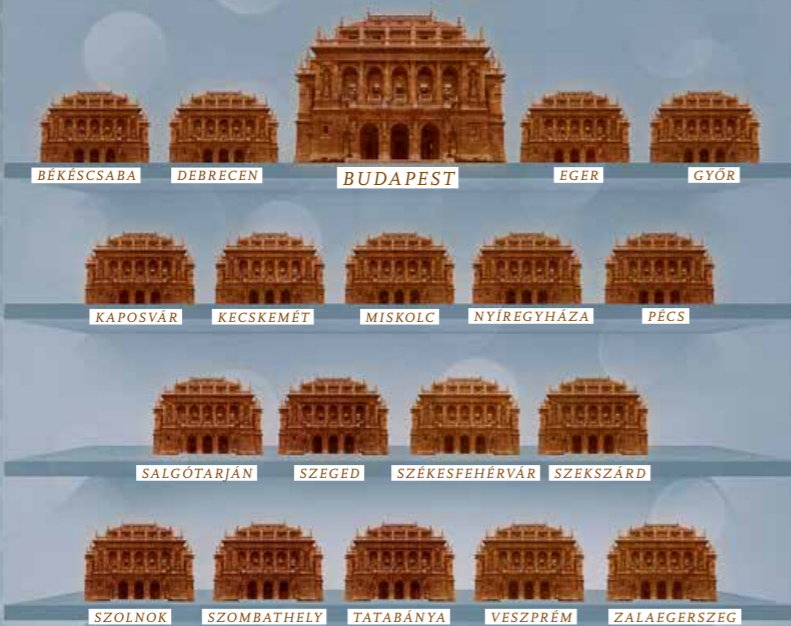 BÉKÉSCSABA DEBRECEN BUDAPEST EGER GYŐR
KAPOSVÁR KECSKEMÉT MISKOLC NYÍREGYHÁZA PÉCS
SALGÓTARJÁN SZEGED SZÉKESFEHÉRVÁR SZEKSZÁRD
SZOLNOK SZOMBATHELY TATABÁNYA VESZPRÉM ZALAEGERSZEG